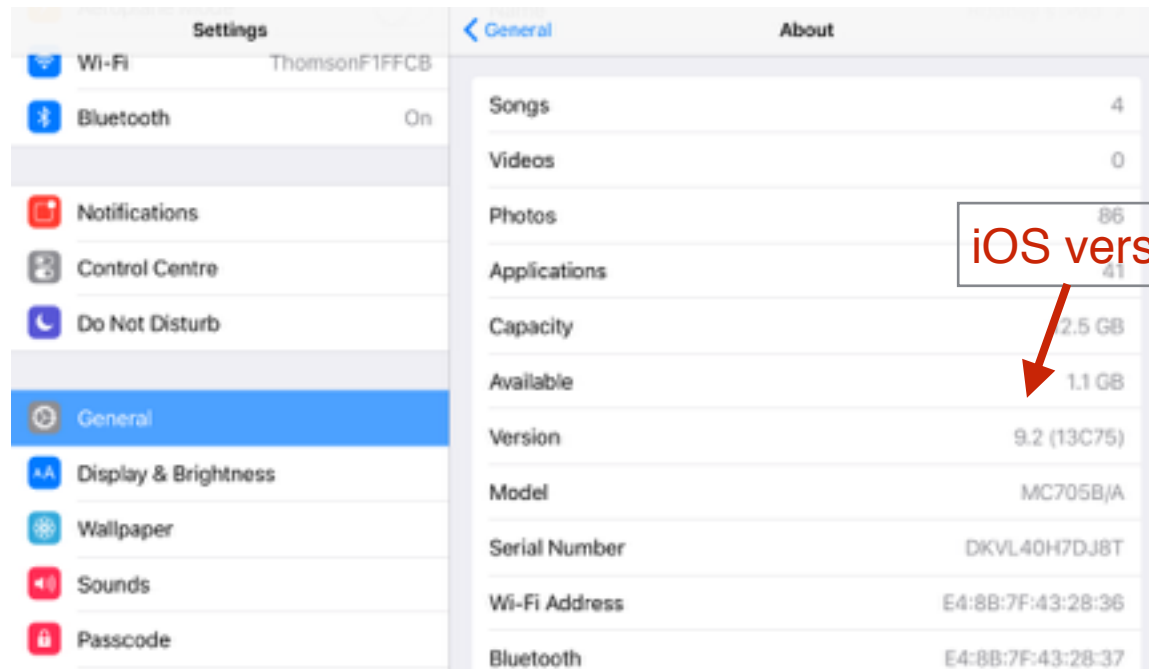 Settings
Wi-Fi ThomsonF1FFCB
Bluetooth On
Notifications
Control Centre
Do Not Disturb
General
Display & Brightness
Wallpaper
Sounds
Passcode
General About
Songs 4
Videos 0
Photos 86
iOS vers
Applications 41
Capacity 2.5 GB
Available 1.1 GB
Version 9.2 (13C75)
Model MC705B/A
Serial Number DKVL40H7DJ8T
Wi-Fi Address E4:8B:7F:43:28:36
Bluetooth E4:8B:7F:43:28:37